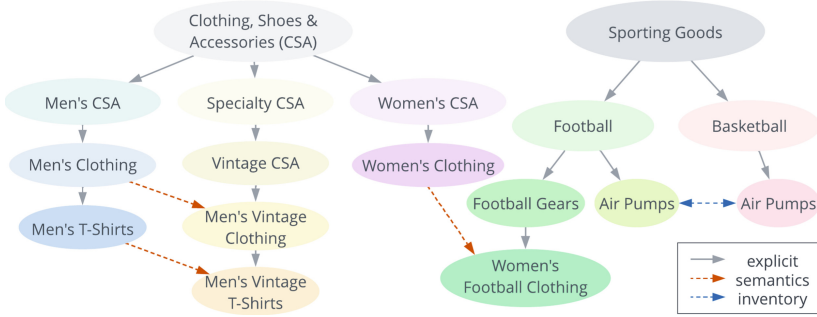 Clothing, Shoes &
Accessories (CSA)
Sporting Goods
Men's CSA
Specialty CSA
Women's CSA
Football
Basketball
Men's Clothing
Vintage CSA
Women's Clothing
Men's T-Shirts
Men's Vintage
Clothing
Football Gears
Air Pumps
Air Pumps
Men's Vintage
T-Shirts
Women's
Football Clothing
explicit
semantics
inventory